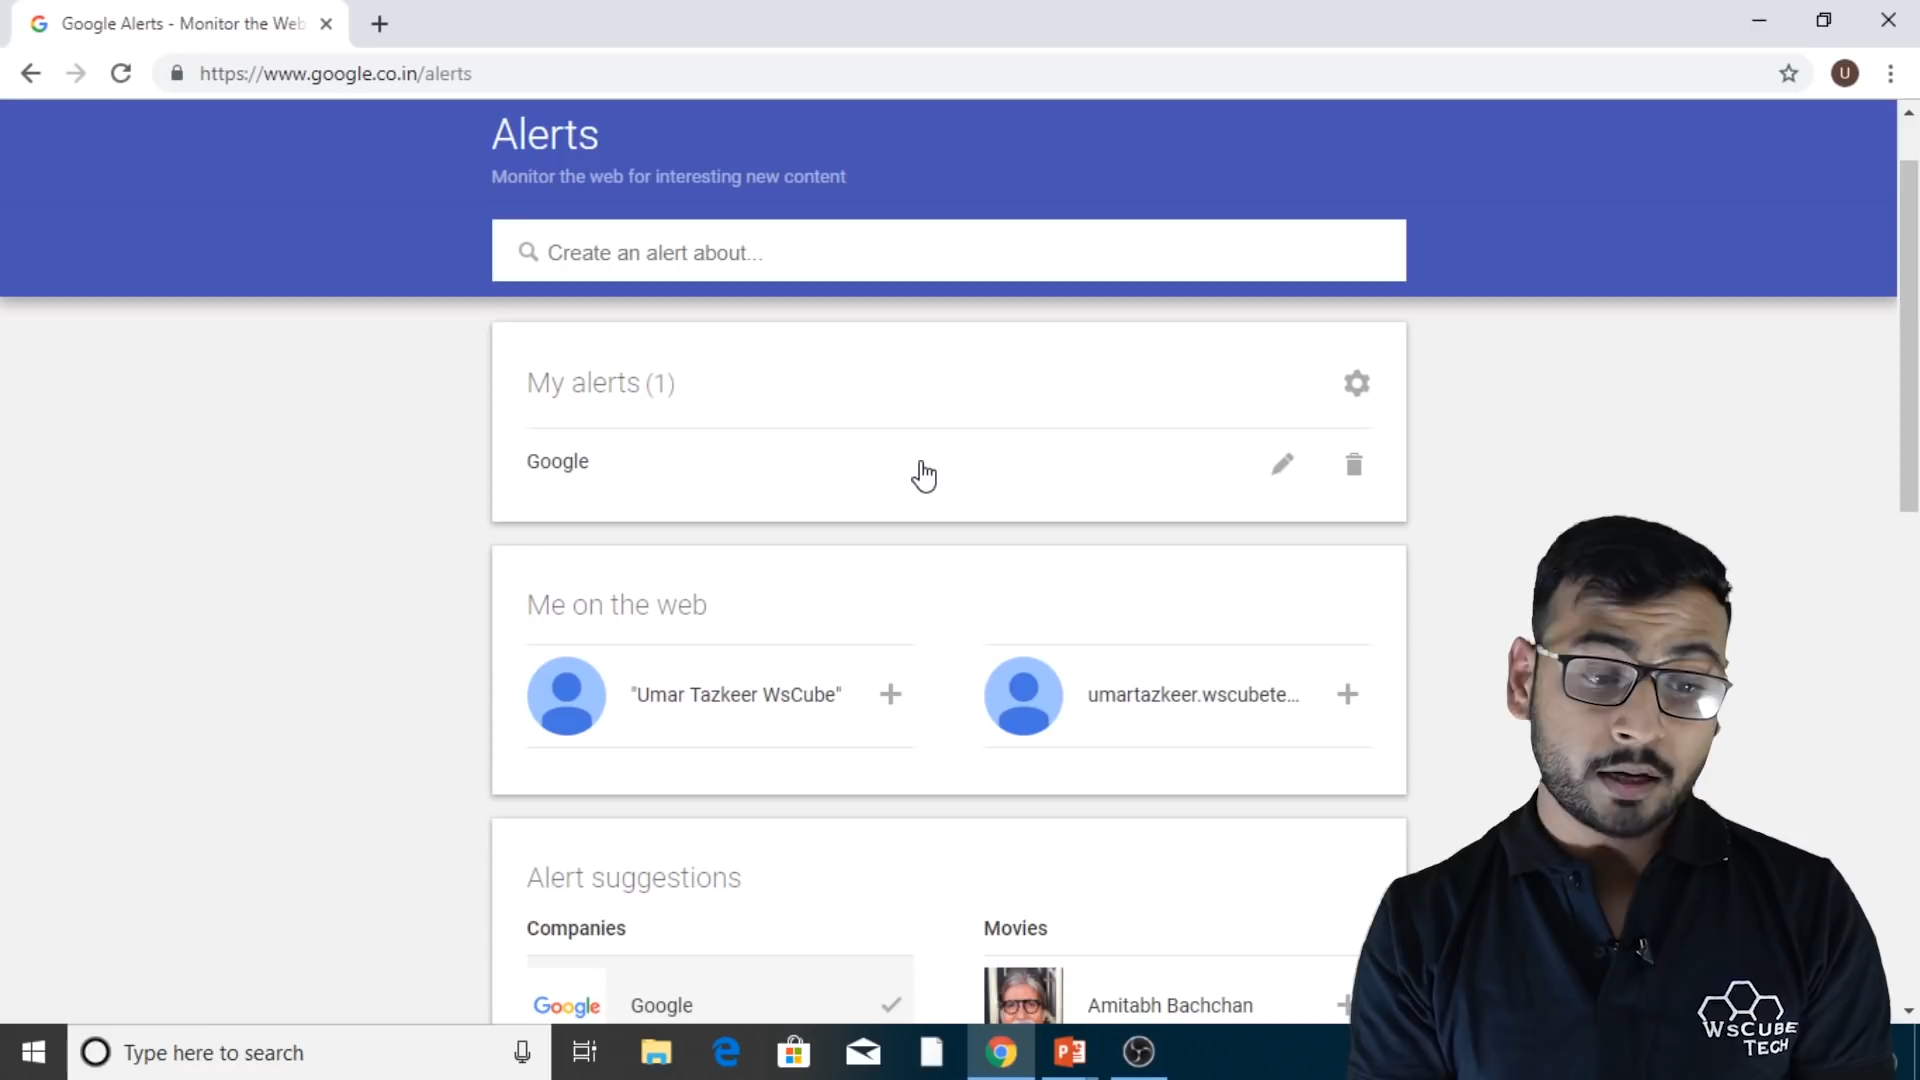 Google Alerts - Monitor the Web
https://www.google.co.in/alerts
U
Alerts
Monitor the web for interesting new content
Create an alert about...
My alerts (1)
Google
Me on the web
"Umar Tazkeer WsCube"
umartazkeer.wscubete...
Alert suggestions
Companies
Movies
Google
Google
Amitabh Bachchan
Type here to search
WSCUBE
TECH